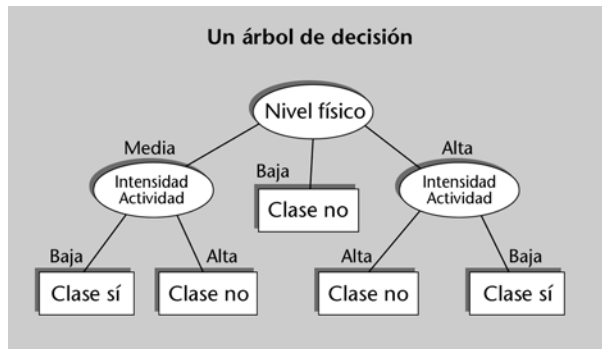 Un árbol de decisión
Nivel físico
Media
Baja
Alta
Intensidad
Actividad
Clase no
Intensidad
Actividad
Baja
Alta
Alta
Baja
Clase sí
Clase no
Clase no
Clase sí